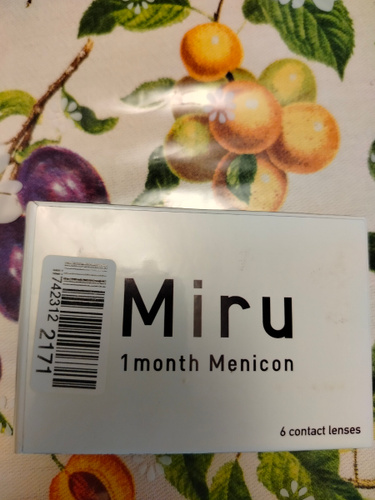 Miru
1month Menicon
6 contact lenses
742312
2171